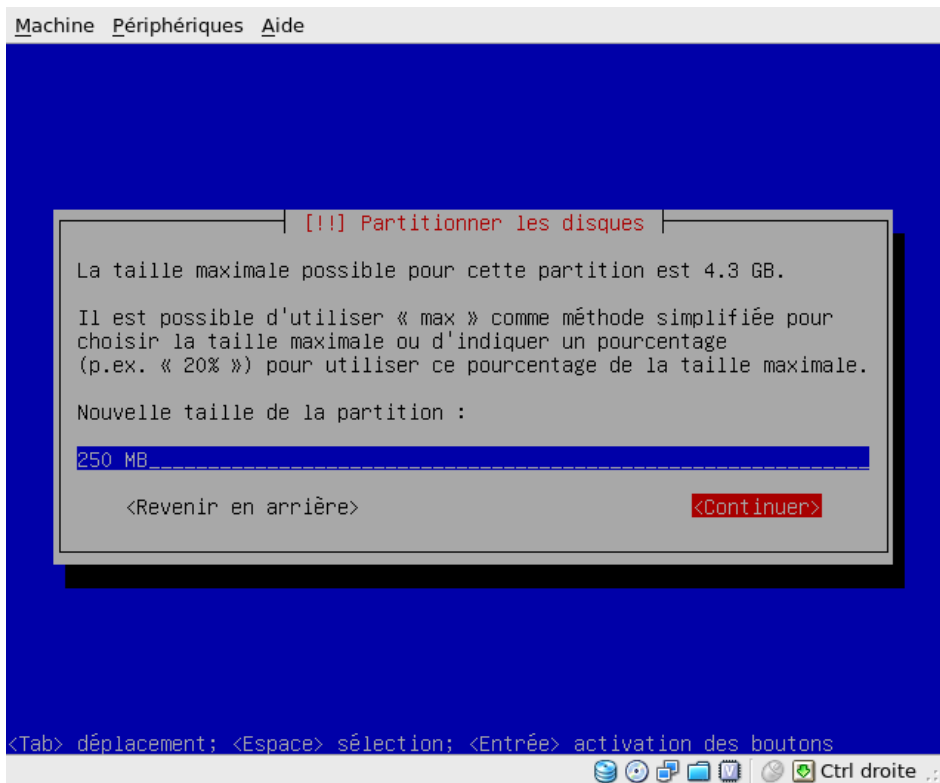 Machine Périphériques Aide
[!!] Partitionner les disques
La taille maximale possible pour cette partition est 4.3 GB.
Il est possible d'utiliser « max » comme méthode simplifiée pour
choisir la taille maximale ou d'indiquer un pourcentage
(p.ex. « 20% ») pour utiliser ce pourcentage de la taille maximale.
Nouvelle taille de la partition :
250 MB
<Revenir en arrière> <Continuer>
<Tab> déplacement; <Espace> sélection; <Entrée> activation des boutons
Ctrl droite